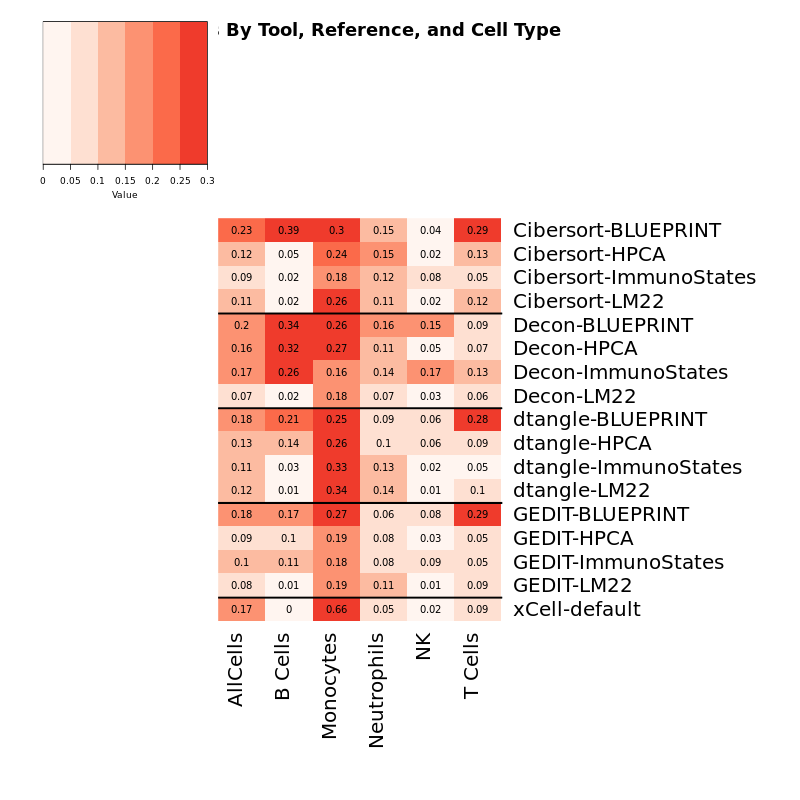 By Tool, Reference, and Cell Type
0 0.05 0.1 0.15 0.2 0.25 0.3
Value
0.23 0.39 0.3 0.15 0.04 0.29 Cibersort-BLUEPRINT
0.12 0.05 0.24 0.15 0.02 0.13 Cibersort-HPCA
0.09 0.02 0.18 0.12 0.08 0.05 Cibersort-ImmunoStates
0.11 0.02 0.26 0.11 0.02 0.12 Cibersort-LM22
0.2 0.34 0.26 0.16 0.15 0.09 Decon-BLUEPRINT
0.16 0.32 0.27 0.11 0.05 0.07 Decon-HPCA
0.17 0.26 0.16 0.14 0.17 0.13 Decon-ImmunoStates
0.07 0.02 0.18 0.07 0.03 0.06 Decon-LM22
0.18 0.21 0.25 0.09 0.06 0.28 dtangle-BLUEPRINT
0.13 0.14 0.26 0.1 0.06 0.09 dtangle-HPCA
0.11 0.03 0.33 0.13 0.02 0.05 dtangle-ImmunoStates
0.12 0.01 0.34 0.14 0.01 0.1 dtangle-LM22
0.18 0.17 0.27 0.06 0.08 0.29 GEDIT-BLUEPRINT
0.09 0.1 0.19 0.08 0.03 0.05 GEDIT-HPCA
0.1 0.11 0.18 0.08 0.09 0.05 GEDIT-ImmunoStates
0.08 0.01 0.19 0.11 0.01 0.09 GEDIT-LM22
0.17 0 0.66 0.05 0.02 0.09 xCell-default
AllCells
B Cells
Monocytes
Neutrophils
NK
T Cells